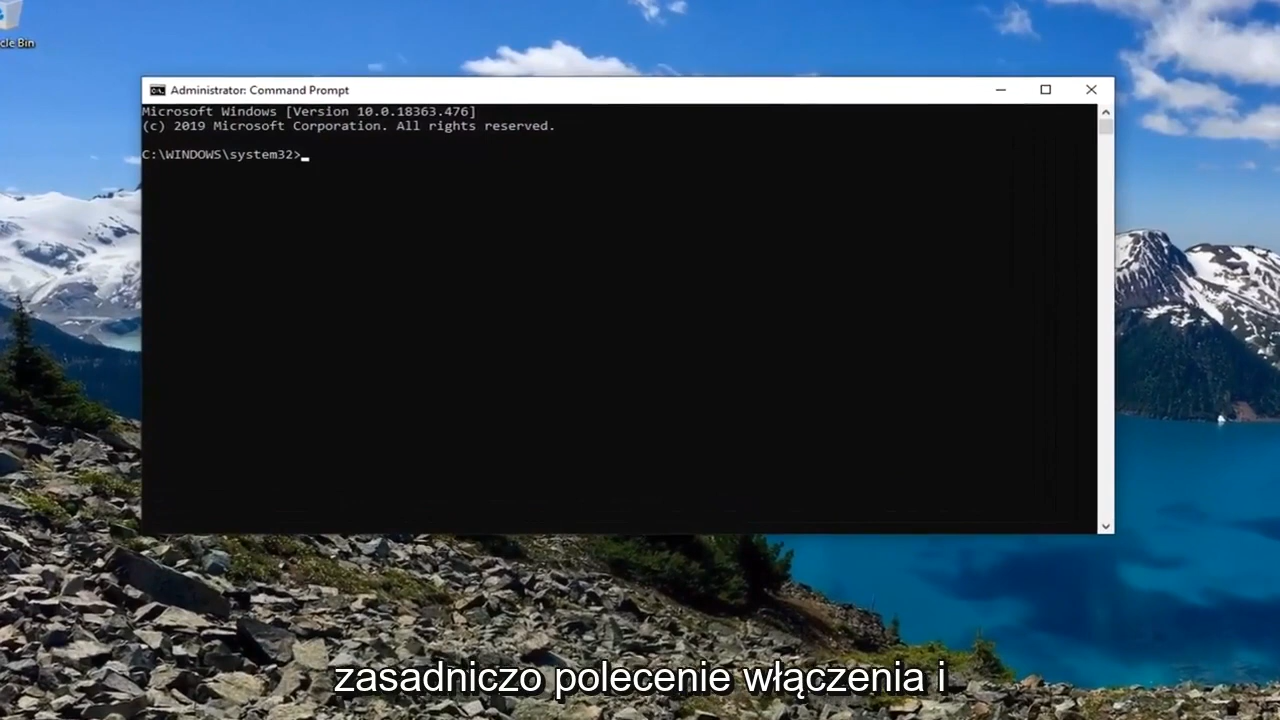 cle Bin
Administrator: Command Prompt
Microsoft Windows [Version 10.0.18363.476]
(c) 2019 Microsoft Corporation. All rights reserved.
C:\WINDOWS\system32>
zasadniczo polecenie włączenia i